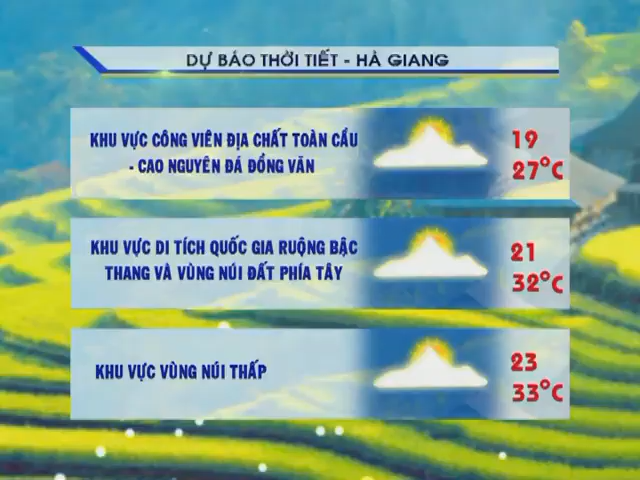 DỰ BÁO THỜI TIẾT - HÀ GIANG
KHU VỰC CÔNG VIÊN ĐỊA CHẤT TOÀN CẦU
- CAO NGUYÊN ĐÁ ĐỒNG VĂN
19
27°C
KHU VỰC DI TÍCH QUỐC GIA RUỘNG BẬC
THANG VÀ VÙNG NÚI ĐẤT PHÍA TÂY
21
32°C
KHU VỰC VÙNG NÚI THẤP
23
33°C